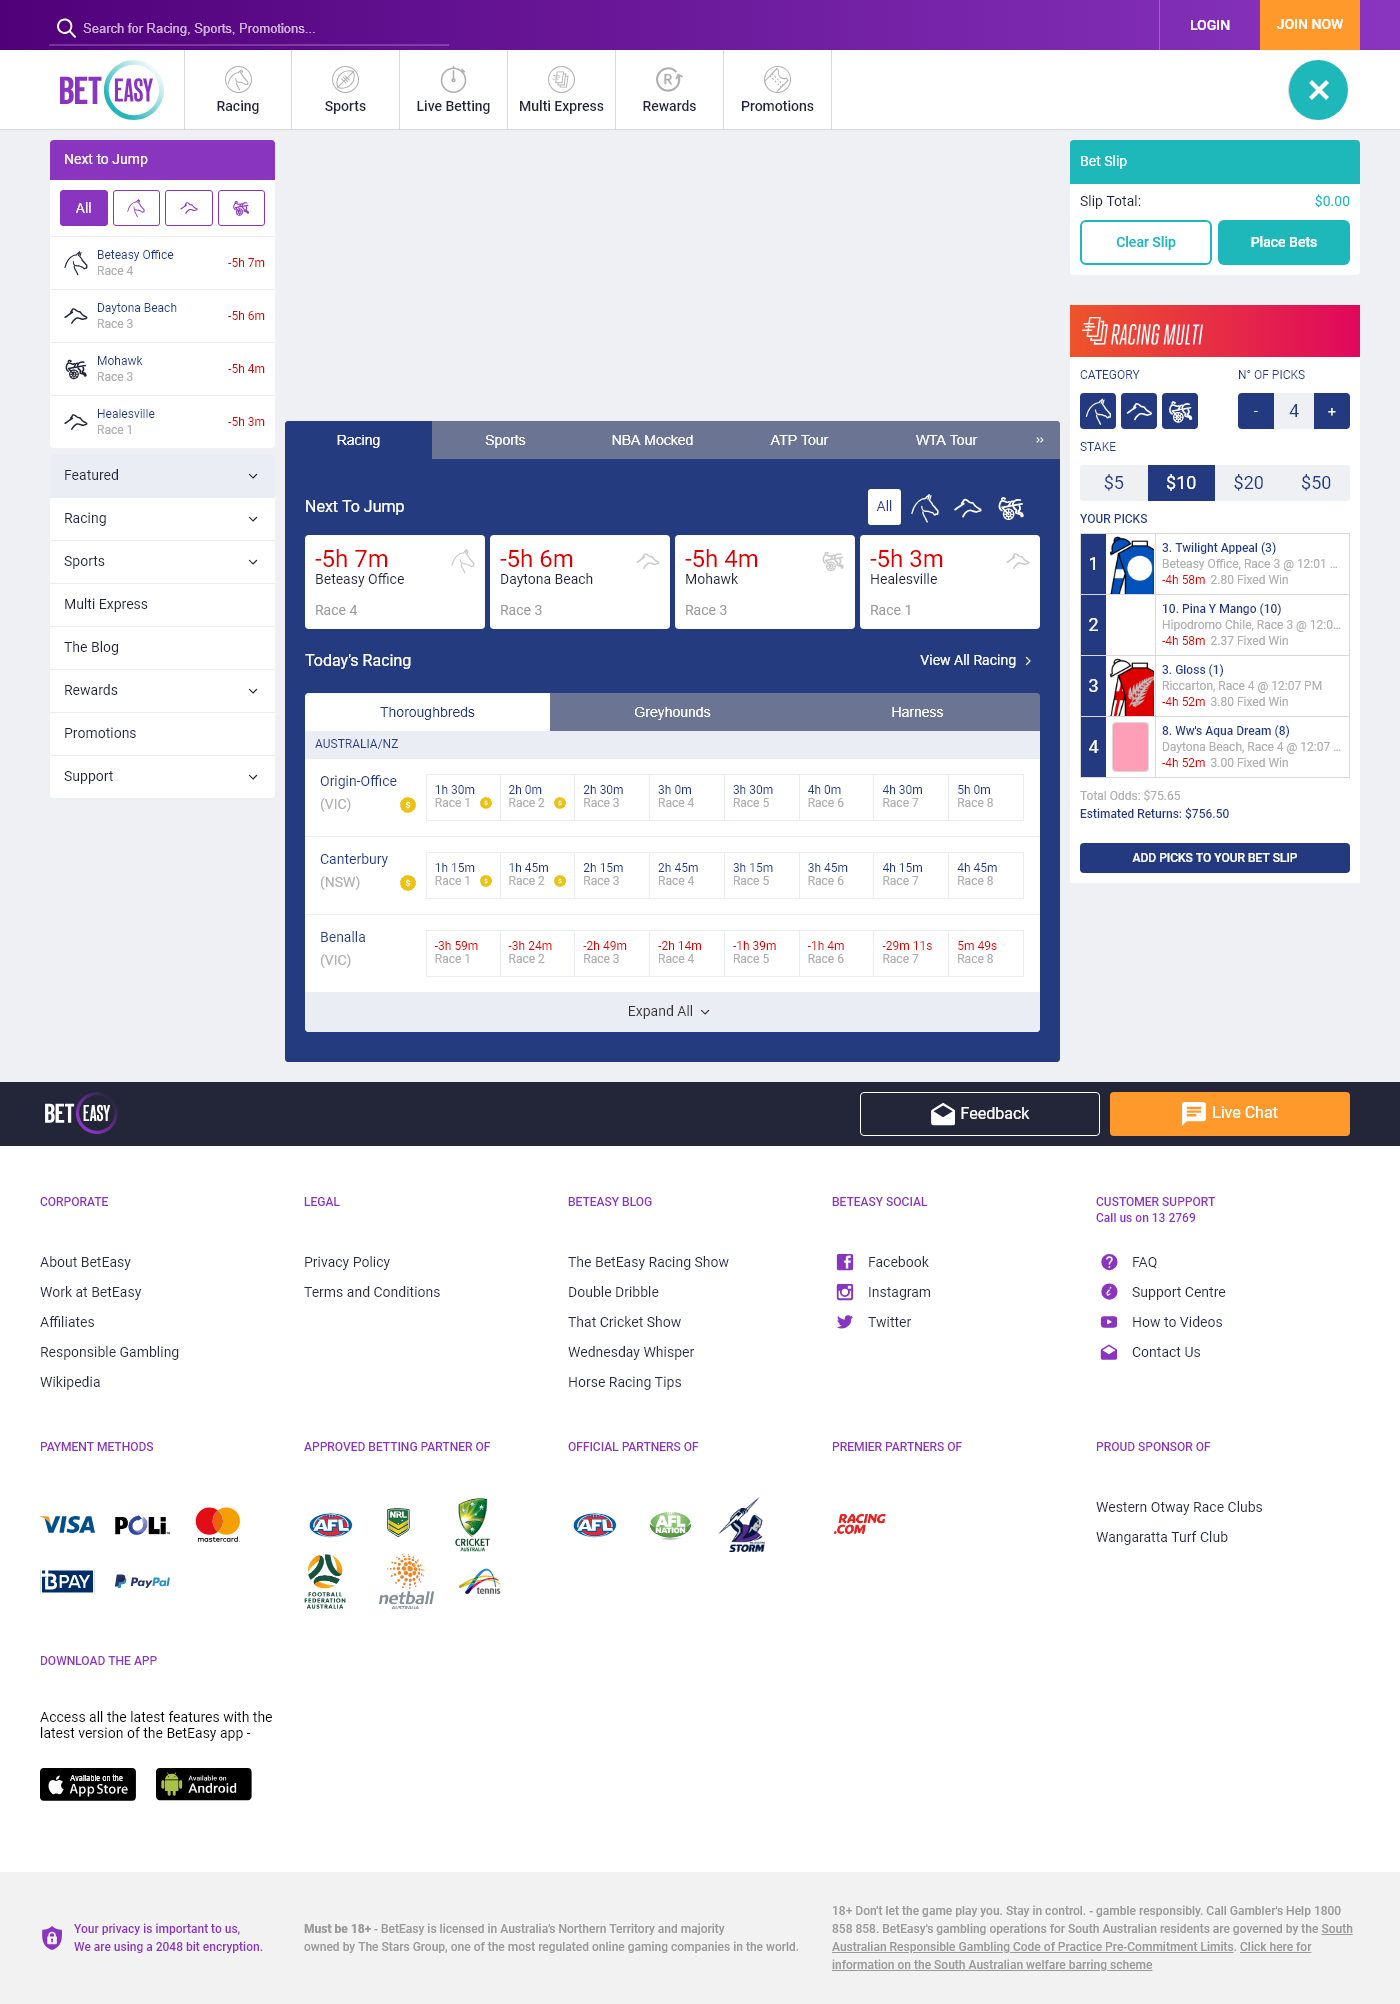 Search for Racing, Sports, Promotions...
LOGIN
JOIN NOW
BET EASY
Racing
Sports
Live Betting
Multi Express
Rewards
Promotions
Next to Jump
All
Beteasy Office
Race 4
-5h 7m
Daytona Beach
Race 3
-5h 6m
Mohawk
Race 3
-5h 4m
Healesville
Race 1
-5h 3m
Featured
Racing
Sports
Multi Express
The Blog
Rewards
Promotions
Support
Racing
Sports
NBA Mocked
ATP Tour
WTA Tour
»
Next To Jump
All
-5h 7m
Beteasy Office
Race 4
-5h 6m
Daytona Beach
Race 3
-5h 4m
Mohawk
Race 3
-5h 3m
Healesville
Race 1
Today's Racing
View All Racing
Thoroughbreds
Greyhounds
Harness
AUSTRALIA/NZ
Origin-Office
(VIC)
1h 30m
Race 1
2h 0m
Race 2
2h 30m
Race 3
3h 0m
Race 4
3h 30m
Race 5
4h 0m
Race 6
4h 30m
Race 7
5h 0m
Race 8
Canterbury
(NSW)
1h 15m
Race 1
1h 45m
Race 2
2h 15m
Race 3
2h 45m
Race 4
3h 15m
Race 5
3h 45m
Race 6
4h 15m
Race 7
4h 45m
Race 8
Benalla
(VIC)
-3h 59m
Race 1
-3h 24m
Race 2
-2h 49m
Race 3
-2h 14m
Race 4
-1h 39m
Race 5
-1h 4m
Race 6
-29m 11s
Race 7
5m 49s
Race 8
Expand All
Bet Slip
Slip Total:
$0.00
Clear Slip
Place Bets
RACING MULTI
CATEGORY
N° OF PICKS
- 4 +
STAKE
$5
$10
$20
$50
YOUR PICKS
1
3. Twilight Appeal (3)
Beteasy Office, Race 3 @ 12:01 ...
-4h 58m 2.80 Fixed Win
2
10. Pina Y Mango (10)
Hipodromo Chile, Race 3 @ 12:0...
-4h 58m 2.37 Fixed Win
3
3. Gloss (1)
Riccarton, Race 4 @ 12:07 PM
-4h 52m 3.80 Fixed Win
4
8. Ww's Aqua Dream (8)
Daytona Beach, Race 4 @ 12:07 ...
-4h 52m 3.00 Fixed Win
Total Odds: $75.65
Estimated Returns: $756.50
ADD PICKS TO YOUR BET SLIP
BET EASY
Feedback
Live Chat
CORPORATE
About BetEasy
Work at BetEasy
Affiliates
Responsible Gambling
Wikipedia
LEGAL
Privacy Policy
Terms and Conditions
BETEASY BLOG
The BetEasy Racing Show
Double Dribble
That Cricket Show
Wednesday Whisper
Horse Racing Tips
BETEASY SOCIAL
Facebook
Instagram
Twitter
CUSTOMER SUPPORT
Call us on 13 2769
FAQ
Support Centre
How to Videos
Contact Us
PAYMENT METHODS
VISA
POLi
mastercard
BPAY
PayPal
APPROVED BETTING PARTNER OF
AFL
NRL
CRICKET
AUSTRALIA
FOOTBALL
FEDERATION
AUSTRALIA
netball
AUSTRALIA
tennis
OFFICIAL PARTNERS OF
AFL
AFL
NATION
STORM
PREMIER PARTNERS OF
RACING
.COM
PROUD SPONSOR OF
Western Otway Race Clubs
Wangaratta Turf Club
DOWNLOAD THE APP
Access all the latest features with the
latest version of the BetEasy app -
Available on the
App Store
Available on
Android
Your privacy is important to us,
We are using a 2048 bit encryption.
Must be 18+ - BetEasy is licensed in Australia's Northern Territory and majority
owned by The Stars Group, one of the most regulated online gaming companies in the world.
18+ Don't let the game play you. Stay in control. - gamble responsibly. Call Gambler's Help 1800
858 858. BetEasy's gambling operations for South Australian residents are governed by the South
Australian Responsible Gambling Code of Practice Pre-Commitment Limits. Click here for
information on the South Australian welfare barring scheme